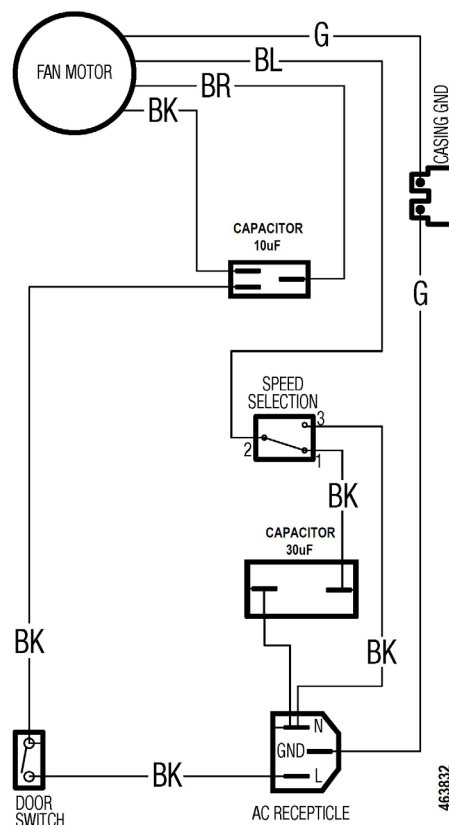 G
BL
FAN MOTOR
BR
BK
CASING GND
CAPACITOR
10uF
G
SPEED
SELECTION
3
2
1
BK
CAPACITOR
30uF
BK
BK
N
GND
BK
L
DOOR
SWITCH
AC RECEPTICLE
463832